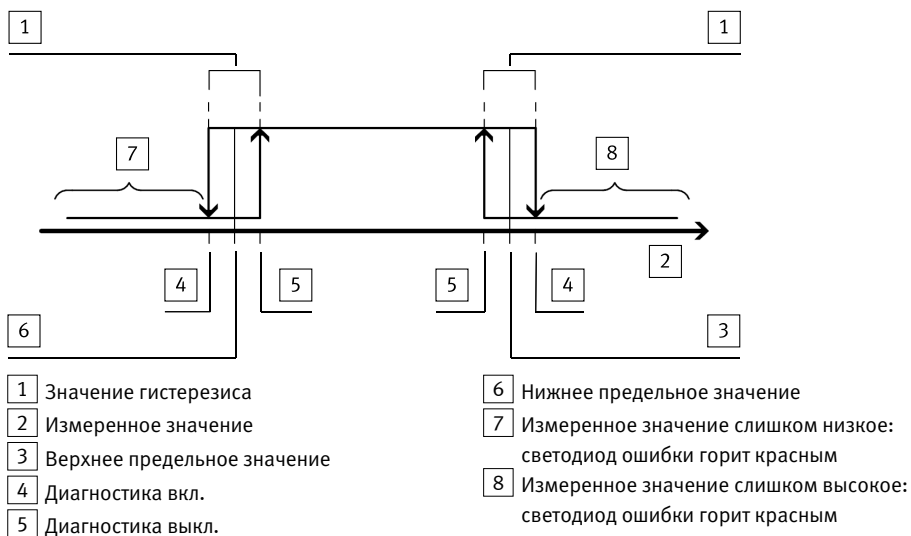 1
1
7
8
2
4
5
5
4
6
3
1 Значение гистерезиса
2 Измеренное значение
3 Верхнее предельное значение
4 Диагностика вкл.
5 Диагностика выкл.
6 Нижнее предельное значение
7 Измеренное значение слишком низкое:
светодиод ошибки горит красным
8 Измеренное значение слишком высокое:
светодиод ошибки горит красным